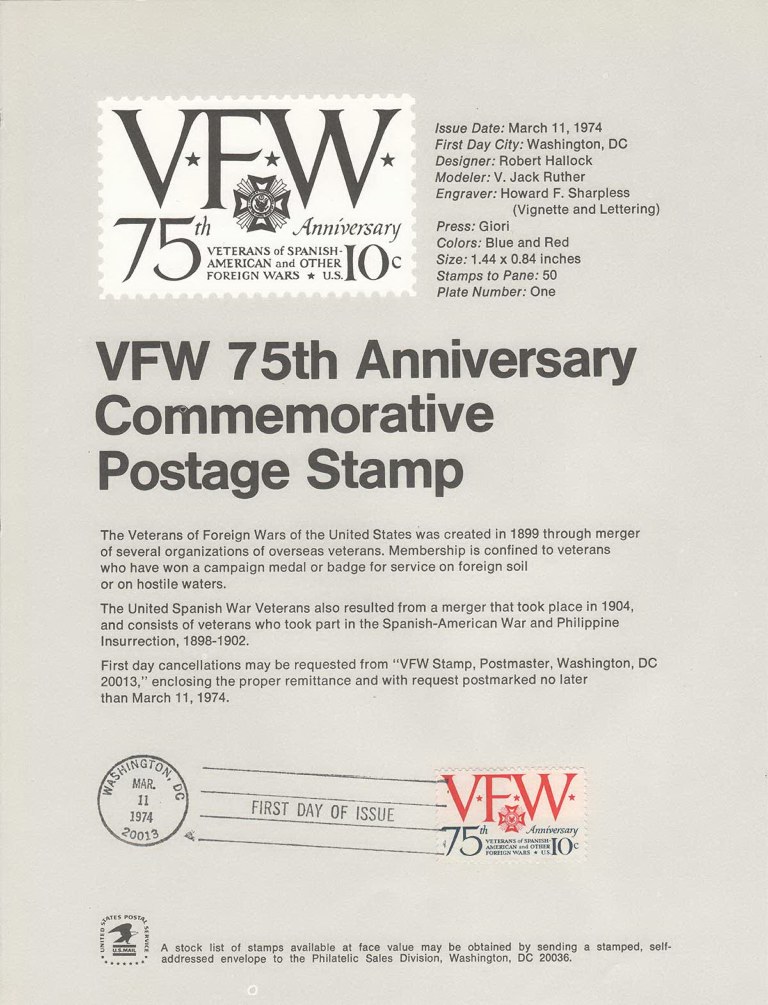 V★F★W★
75th Anniversary
VETERANS of SPANISH-
AMERICAN and OTHER
FOREIGN WARS ★ U.S. 10c
Issue Date: March 11, 1974
First Day City: Washington, DC
Designer: Robert Hallock
Modeler: V. Jack Ruther
Engraver: Howard F. Sharpless
(Vignette and Lettering)
Press: Giori
Colors: Blue and Red
Size: 1.44 x 0.84 inches
Stamps to Pane: 50
Plate Number: One
VFW 75th Anniversary
Commemorative
Postage Stamp
The Veterans of Foreign Wars of the United States was created in 1899 through merger
of several organizations of overseas veterans. Membership is confined to veterans
who have won a campaign medal or badge for service on foreign soil
or on hostile waters.
The United Spanish War Veterans also resulted from a merger that took place in 1904,
and consists of veterans who took part in the Spanish-American War and Philippine
Insurrection, 1898-1902.
First day cancellations may be requested from “VFW Stamp, Postmaster, Washington, DC
20013,” enclosing the proper remittance and with request postmarked no later
than March 11, 1974.
WASHINGTON, DC
MAR.
11
1974
20013
FIRST DAY OF ISSUE
V★F★W★
75th Anniversary
VETERANS of SPANISH-
AMERICAN and OTHER
FOREIGN WARS ★ U.S. 10c
UNITED STATES POSTAL SERVICE
U.S.MAIL
A stock list of stamps available at face value may be obtained by sending a stamped, self-
addressed envelope to the Philatelic Sales Division, Washington, DC 20036.